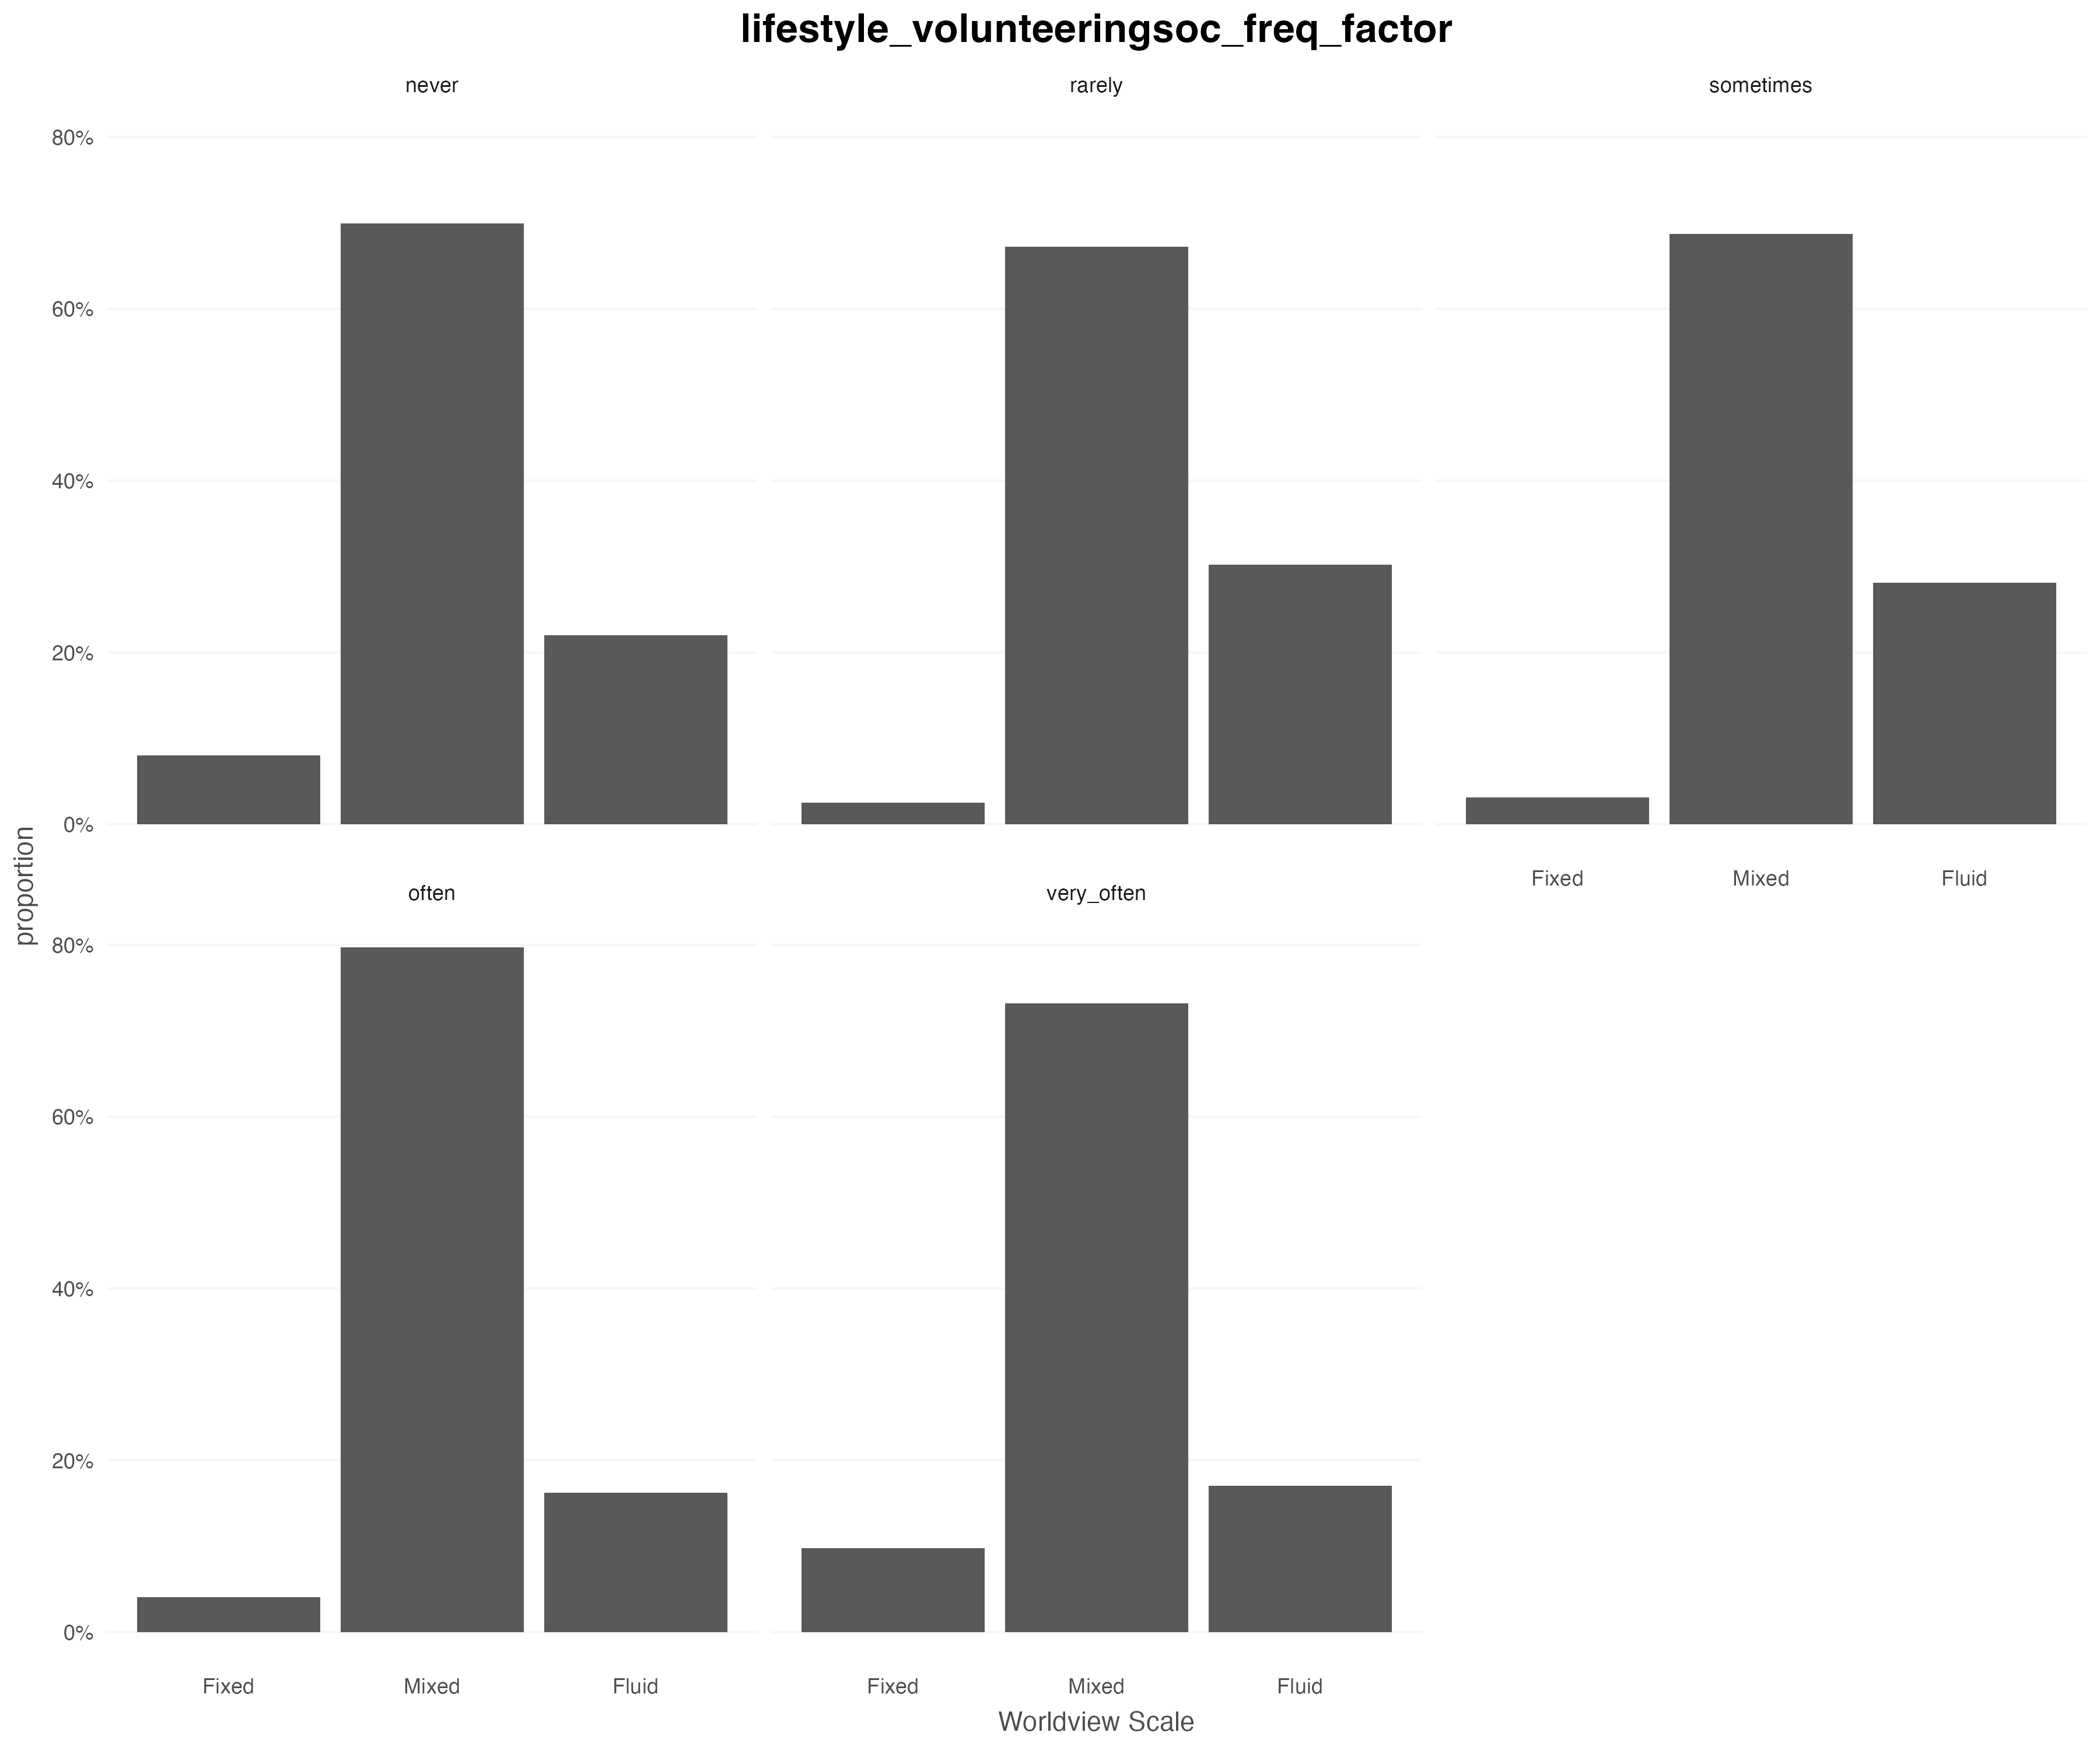 lifestyle_volunteeringsoc_freq_factor
never
rarely
sometimes
80%
60%
40%
20%
0%
Fixed
Mixed
Fluid
often
very_often
80%
60%
40%
20%
0%
Fixed
Mixed
Fluid
Fixed
Mixed
Fluid
Worldview Scale
proportion